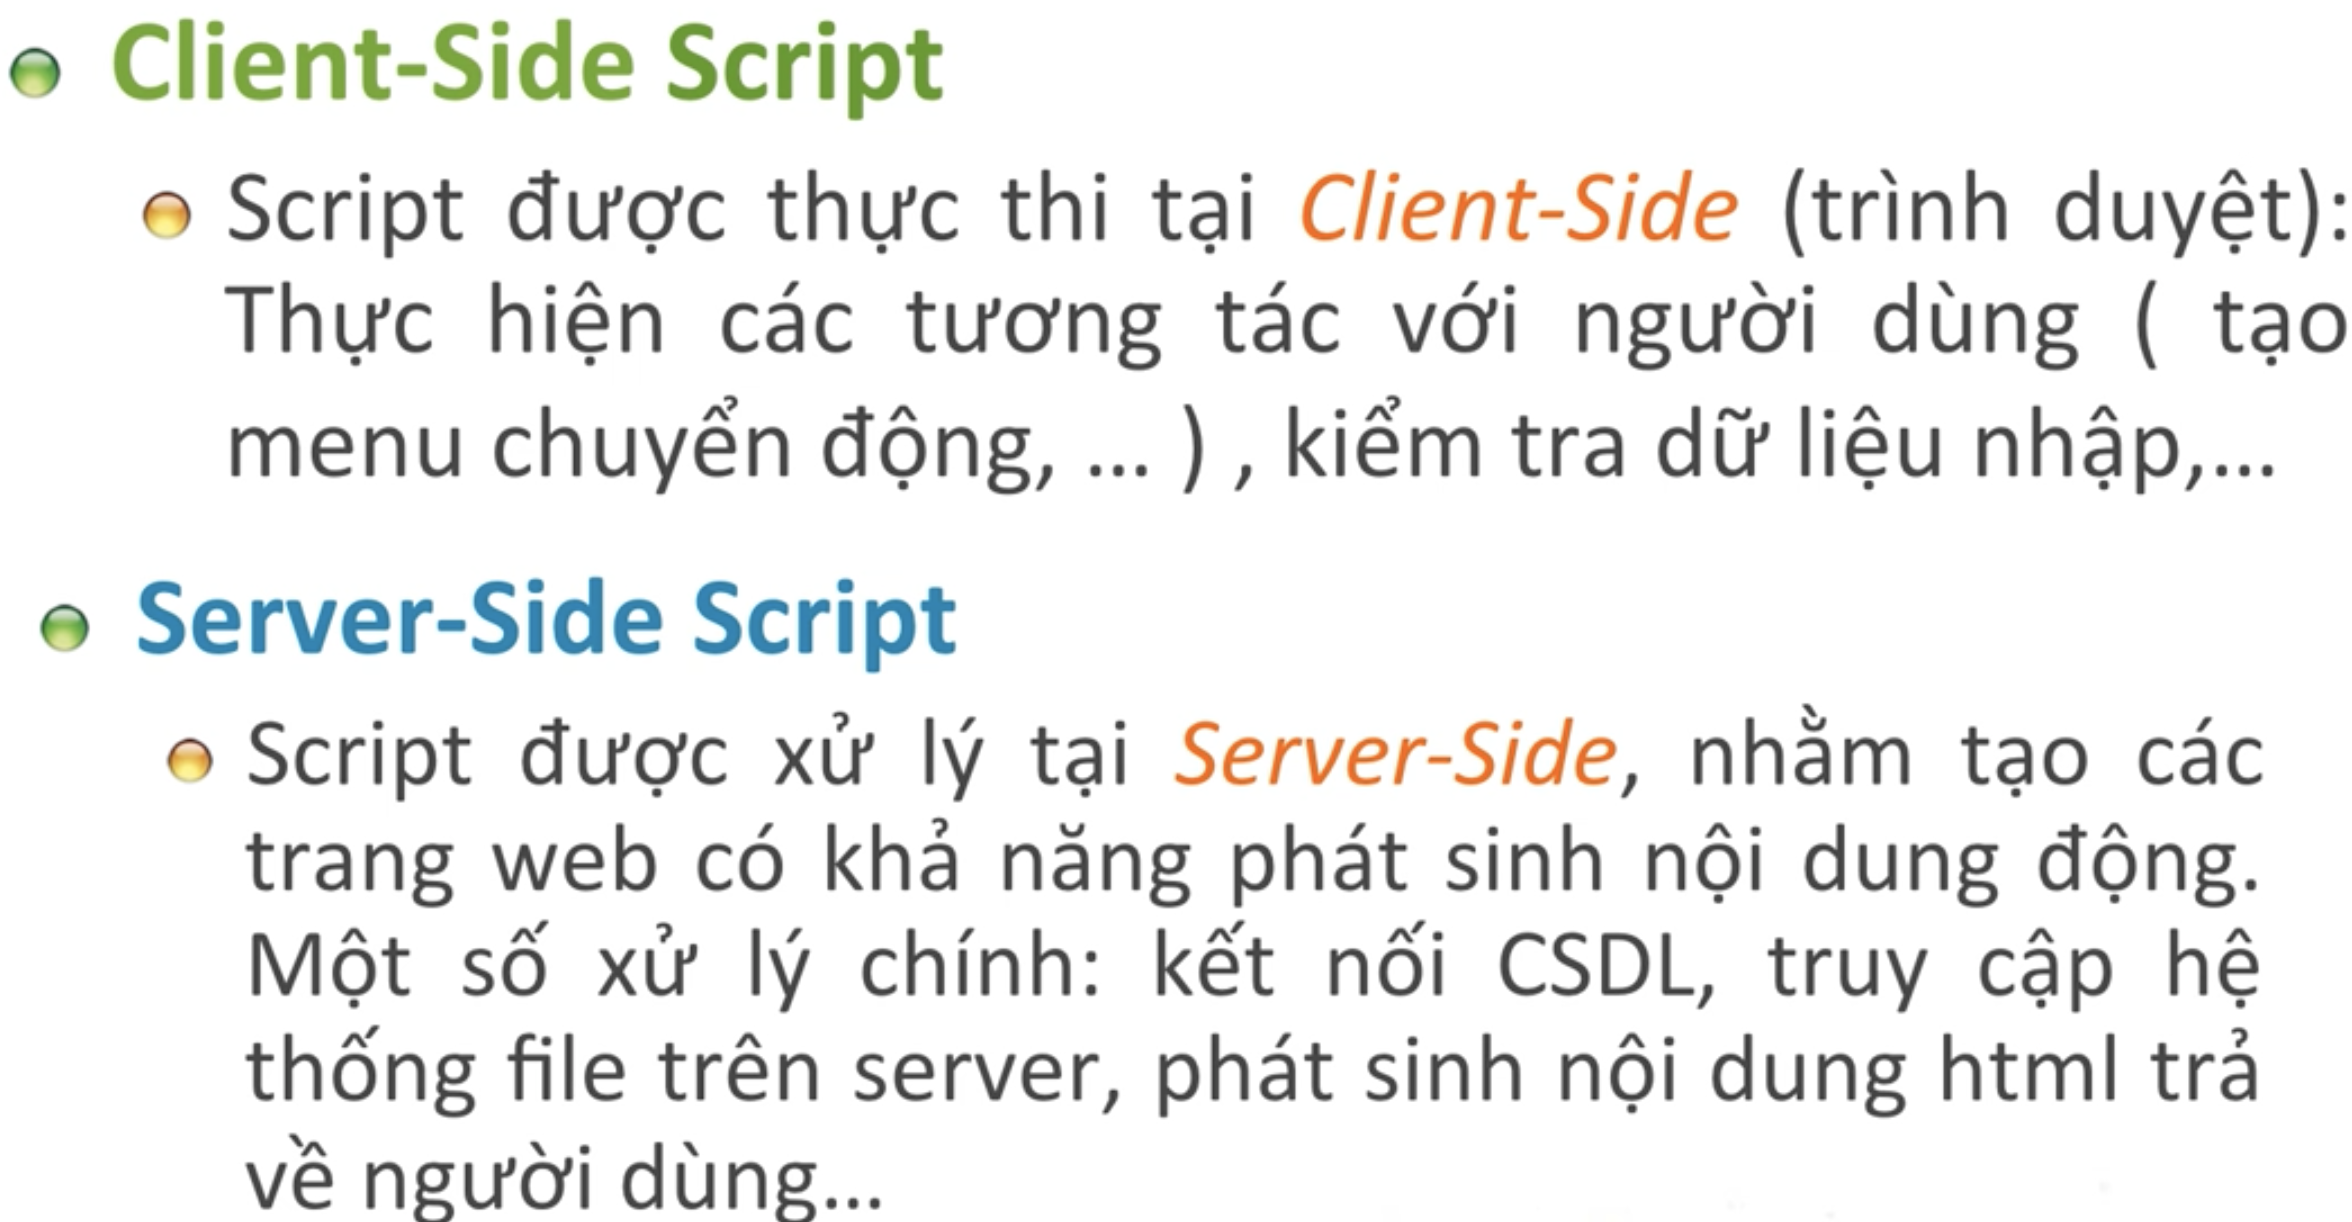 Client-Side Script
Script được thực thi tại Client-Side (trình duyệt):
Thực hiện các tương tác với người dùng ( tạo
menu chuyển động, ... ) , kiểm tra dữ liệu nhập,...
Server-Side Script
Script được xử lý tại Server-Side, nhằm tạo các
trang web có khả năng phát sinh nội dung động.
Một số xử lý chính: kết nối CSDL, truy cập hệ
thống file trên server, phát sinh nội dung html trả
về người dùng...